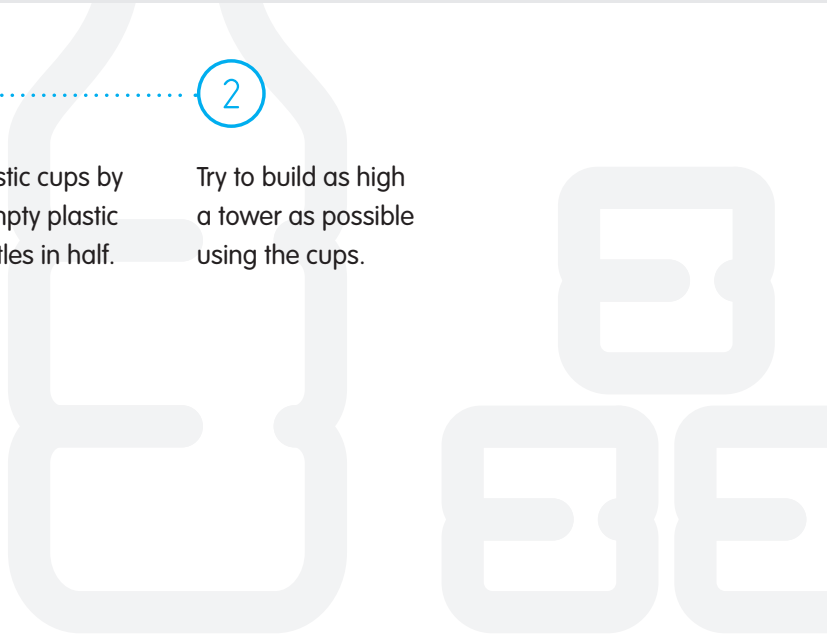 2
stic cups by
mpty plastic
tles in half.
Try to build as high
a tower as possible
using the cups.